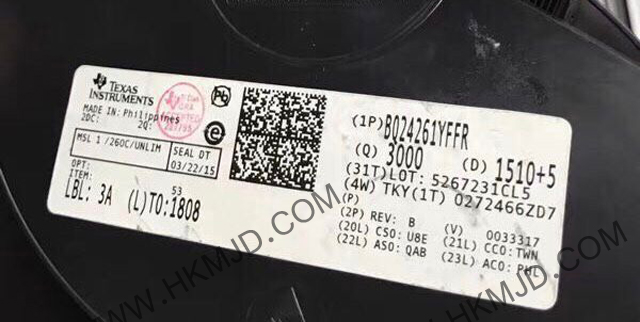 TEXAS
INSTRUMENTS
MADE IN: Philippines
2DC: 2Q:
MSL 1 /260C/UNLIM
SEAL DT
03/22/15
OPT:
ITEM:
LBL: 3A (L)TO:1808
53
Pb
e
(1P)BQ24261YFFR
(Q) 3000 (D) 1510+5
(31T)LOT: 5267231CL5
(4W) TKY(1T) 0272466ZD7
(P)
(2P) REV: B (V) 0033317
(20L) CSO: U8E (21L) CCO: TWN
(22L) ASO: QAB (23L) ACO: PHL
WWW.HKMJD.COM
WWW.HKMJD.COM